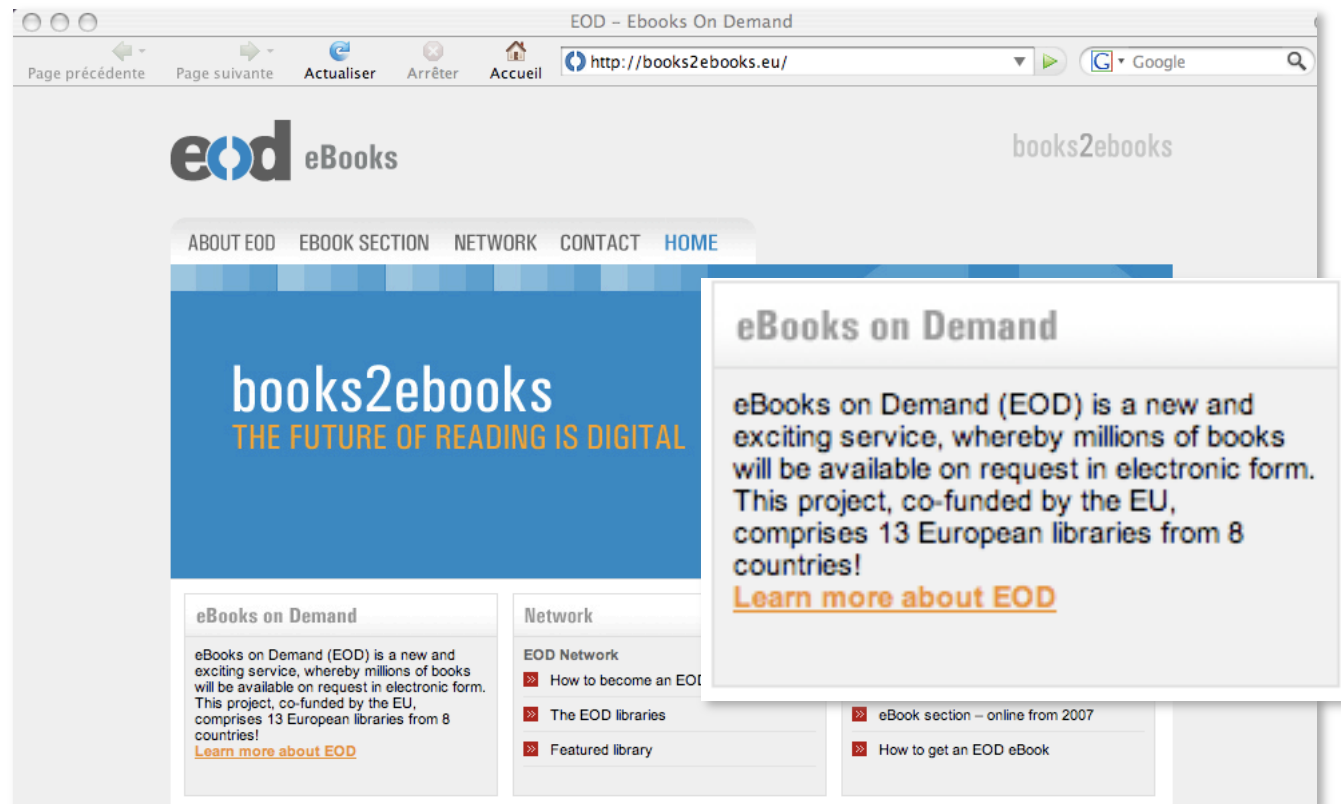 EOD – Ebooks On Demand
Page précédente Page suivante Actualiser Arrêter Accueil http://books2ebooks.eu/ G Google
eod eBooks
books2ebooks
ABOUT EOD EBOOK SECTION NETWORK CONTACT HOME
books2ebooks
THE FUTURE OF READING IS DIGITAL
eBooks on Demand
eBooks on Demand (EOD) is a new and
exciting service, whereby millions of books
will be available on request in electronic form.
This project, co-funded by the EU,
comprises 13 European libraries from 8
countries!
Learn more about EOD
eBooks on Demand
eBooks on Demand (EOD) is a new and
exciting service, whereby millions of books
will be available on request in electronic form.
This project, co-funded by the EU,
comprises 13 European libraries from 8
countries!
Learn more about EOD
Network
EOD Network
How to become an EOD
The EOD libraries
Featured library
eBook section – online from 2007
How to get an EOD eBook